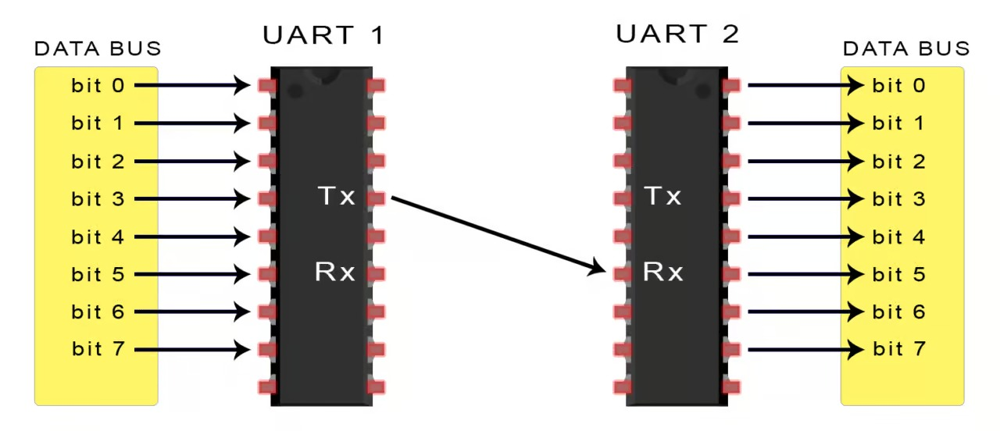 UART 1
UART 2
DATA BUS
DATA BUS
bit 0
bit 1
bit 2
bit 3
bit 4
bit 5
bit 6
bit 7
Tx
Rx
Tx
Rx
bit 0
bit 1
bit 2
bit 3
bit 4
bit 5
bit 6
bit 7